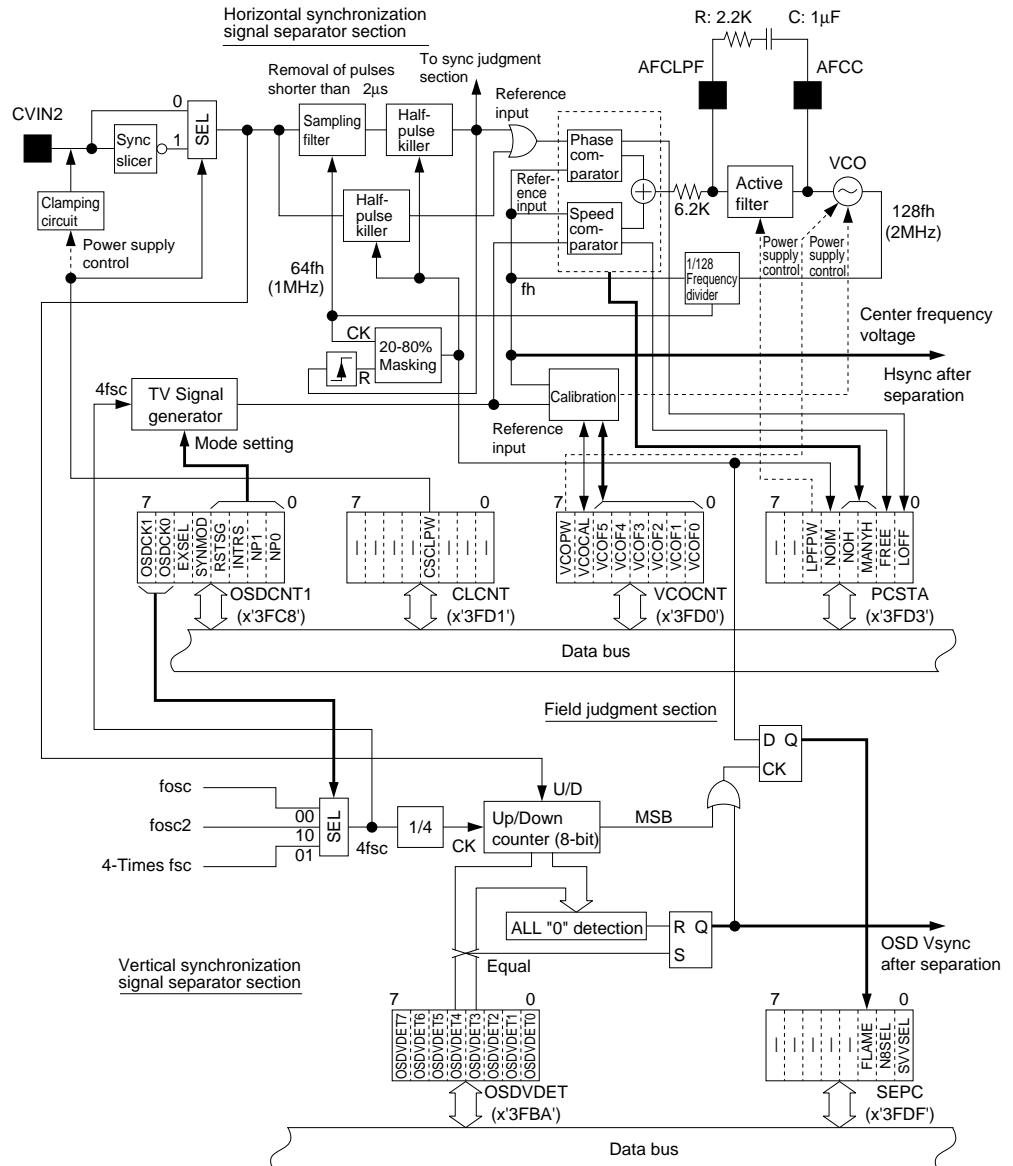 Horizontal synchronization
signal separator section
R: 2.2K
C: 1µF
To sync judgment
section
AFCLPF
AFCC
Removal of pulses
shorter than 2µs
Reference
input
CVIN2
0
1
SEL
Sync
slicer
Sampling
filter
Half-
pulse
killer
Phase
com-
parator
Refer-
ence
input
Speed
com-
parator
6.2K
Active
filter
VCO
128fh
(2MHz)
Clamping
circuit
Half-
pulse
killer
Power supply
control
Power
supply
control
Power
supply
control
64fh
(1MHz)
fh
1/128
Frequency
divider
CK
20-80%
Masking
R
Center frequency
voltage
Hsync after
separation
4fsc
TV Signal
generator
Calibration
Reference
input
Mode setting
7
0
OSDCK1
OSDCK0
EXSEL
SYNMOD
RSTSG
INTRS
NP1
NP0
OSDCNT1
(x'3FC8')
7
0
CSCLPW
CLCNT
(x'3FD1')
7
0
VCOPW
VCOCAL
VCOF5
VCOF4
VCOF3
VCOF2
VCOF1
VCOF0
VCOCNT
(x'3FD0')
7
0
LPFPW
NOIM
NOH
MANYH
FREE
LOFF
PCSTA
(x'3FD3')
Data bus
Field judgment section
D Q
CK
fosc
fosc2
4-Times fsc
00
10
01
SEL
4fsc
1/4
CK
U/D
Up/Down
counter (8-bit)
MSB
ALL "0" detection
R Q
S
Equal
OSD Vsync
after separation
Vertical synchronization
signal separator section
7
0
OSDVDET7
OSDVDET6
OSDVDET5
OSDVDET4
OSDVDET3
OSDVDET2
OSDVDET1
OSDVDET0
OSDVDET
(x'3FBA')
7
0
FLAME
N8SEL
SVVSEL
SEPC
(x'3FDF')
Data bus